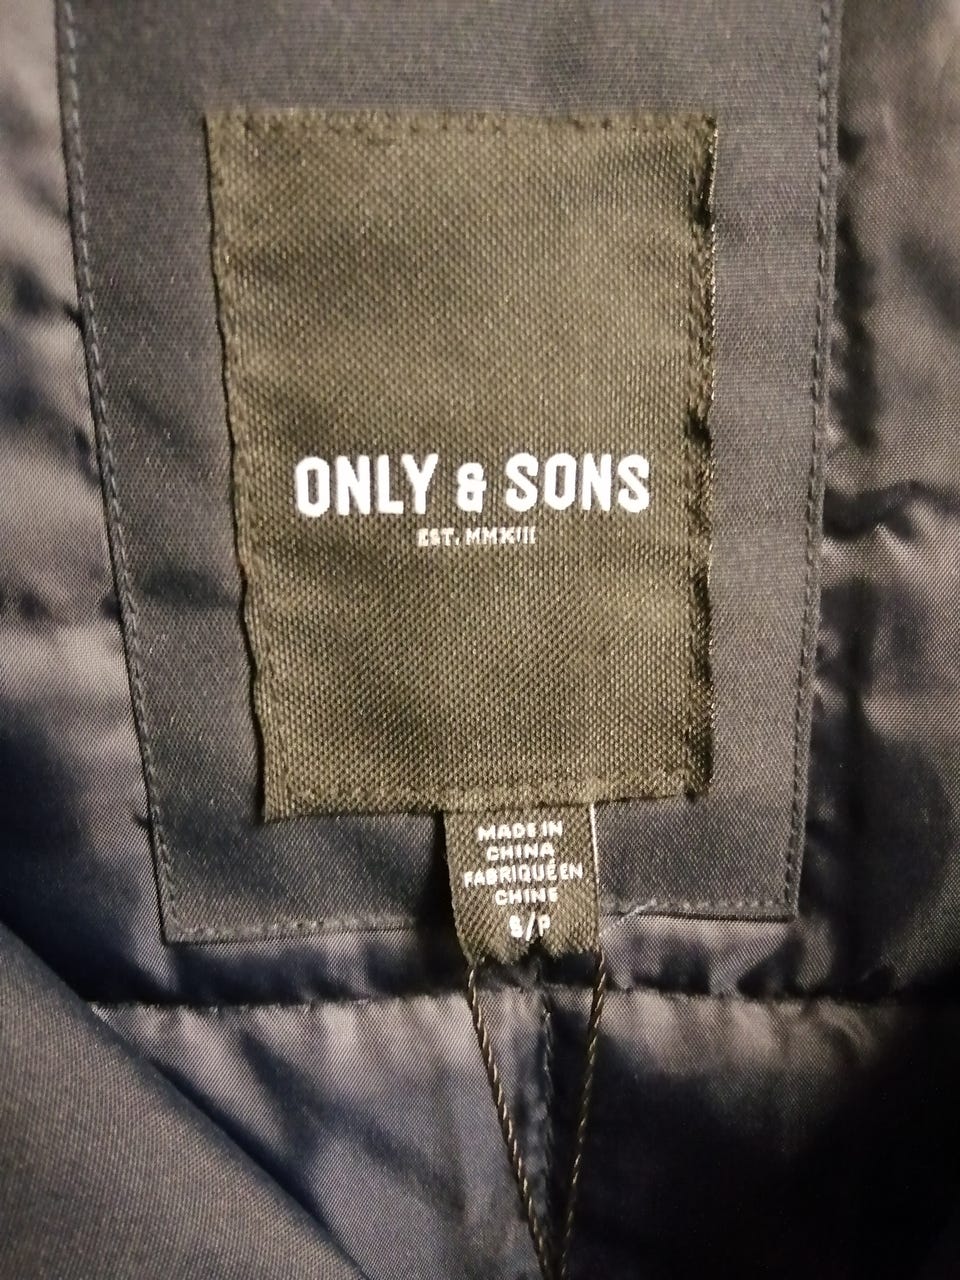 ONLY & SONS
EST. MMXIII
MADE IN
CHINA
FABRIQUÉ EN
CHINE
S/P